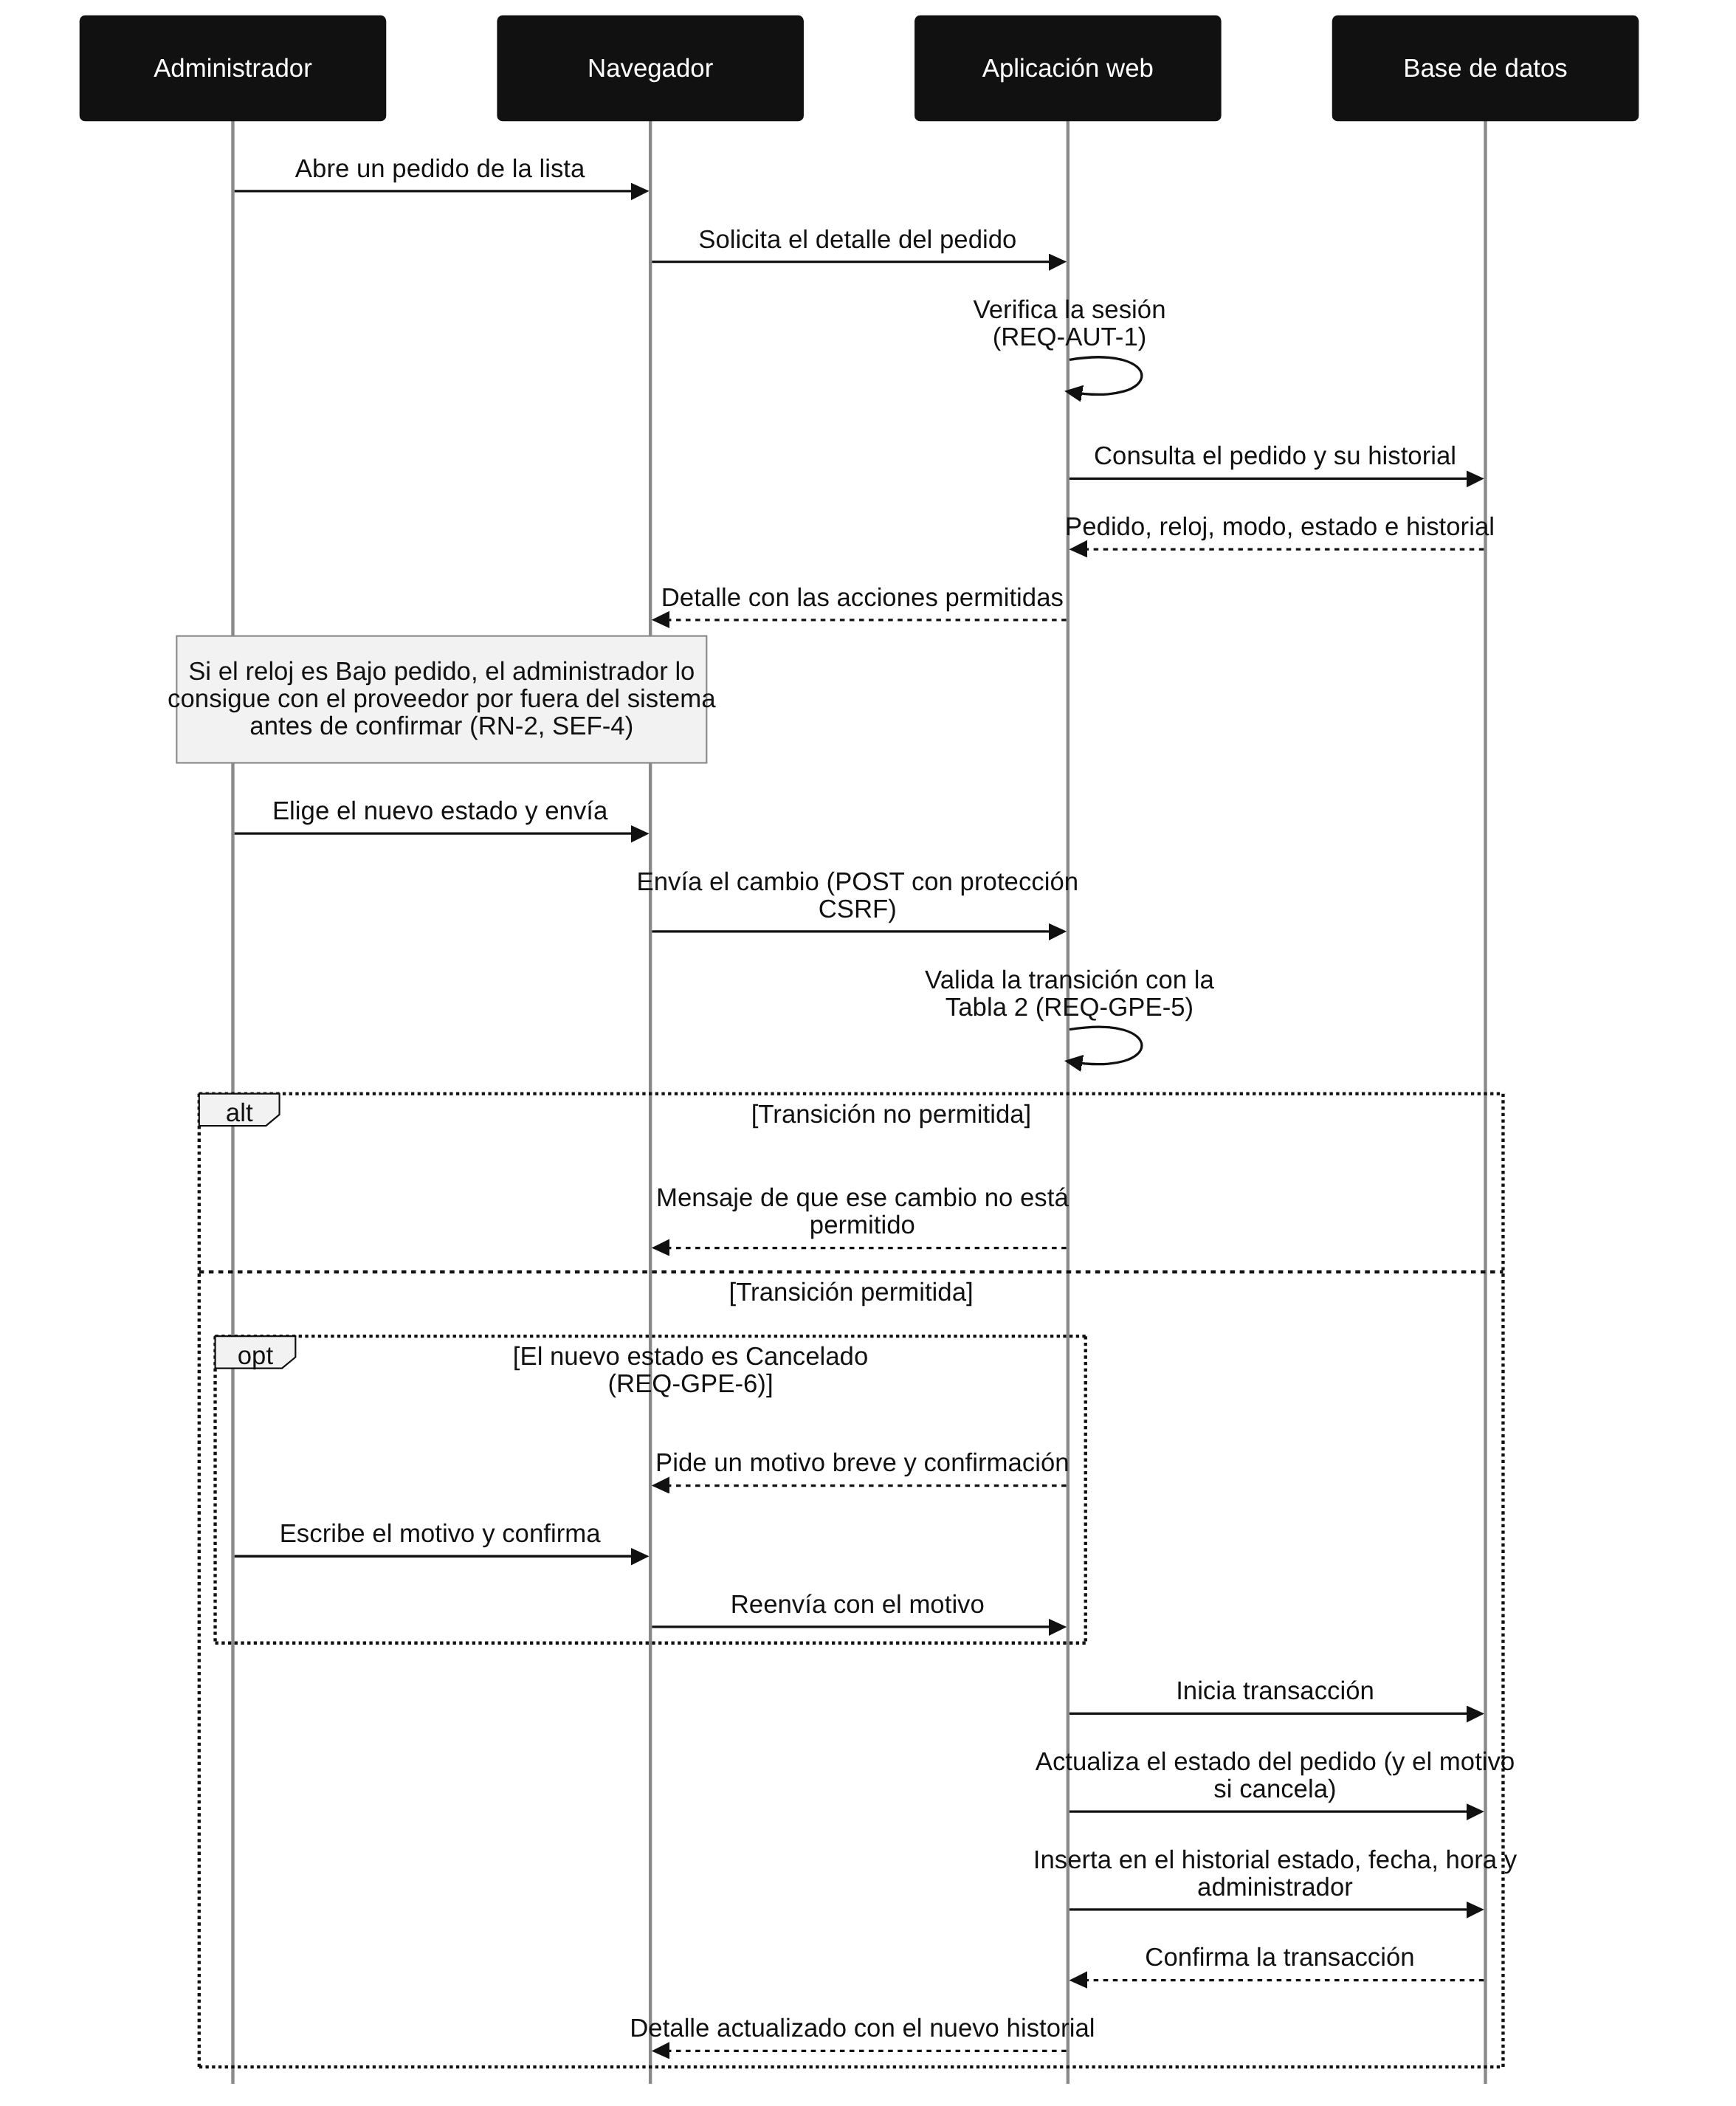 Administrador
Navegador
Aplicación web
Base de datos
Abre un pedido de la lista
Solicita el detalle del pedido
Verifica la sesión
(REQ-AUT-1)
Consulta el pedido y su historial
Pedido, reloj, modo, estado e historial
Detalle con las acciones permitidas
Si el reloj es Bajo pedido, el administrador lo
consigue con el proveedor por fuera del sistema
antes de confirmar (RN-2, SEF-4)
Elige el nuevo estado y envía
Envía el cambio (POST con protección
CSRF)
Valida la transición con la
Tabla 2 (REQ-GPE-5)
alt
[Transición no permitida]
Mensaje de que ese cambio no está
permitido
[Transición permitida]
opt
[El nuevo estado es Cancelado
(REQ-GPE-6)]
Pide un motivo breve y confirmación
Escribe el motivo y confirma
Reenvía con el motivo
Inicia transacción
Actualiza el estado del pedido (y el motivo
si cancela)
Inserta en el historial estado, fecha, hora y
administrador
Confirma la transacción
Detalle actualizado con el nuevo historial